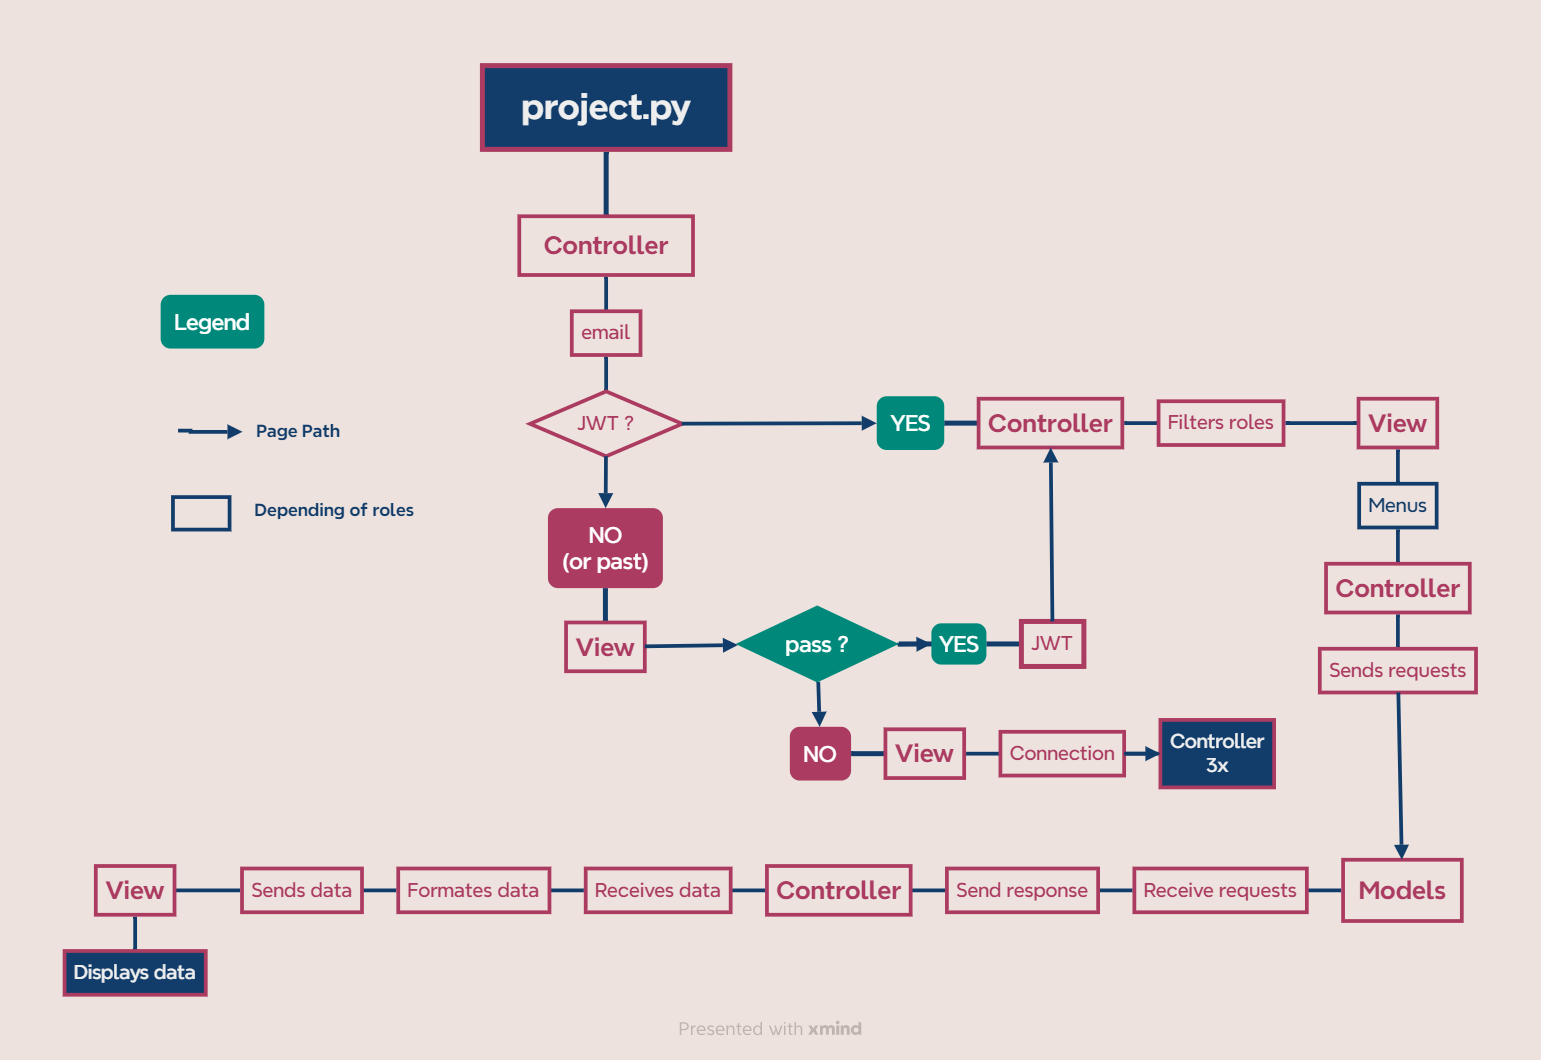 project.py
Controller
email
Legend
JWT ?
YES
Controller
Filters roles
View
Page Path
Menus
Depending of roles
NO
(or past)
Controller
View
pass ?
YES
JWT
Sends requests
NO
View
Connection
Controller
3x
View
Sends data
Formates data
Receives data
Controller
Send response
Receive requests
Models
Displays data
Presented with xmind